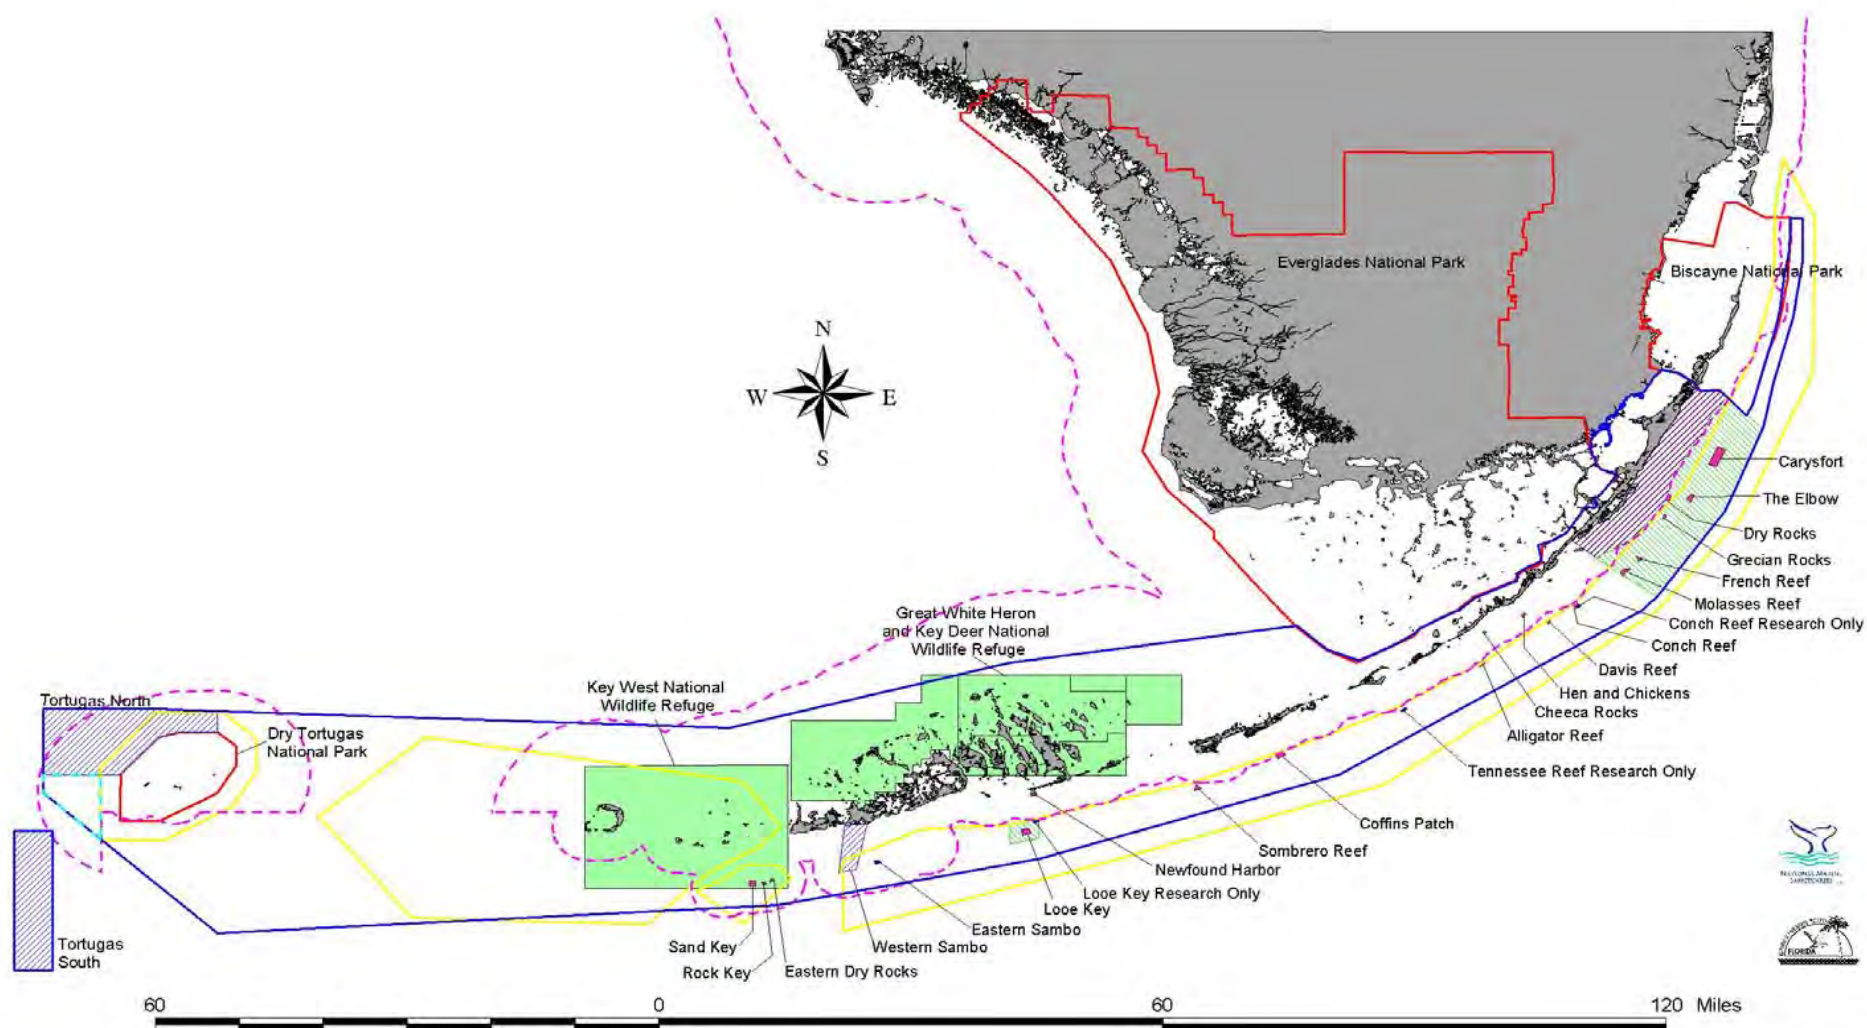 N
W E
S
Everglades National Park
Biscayne National Park
Carysfort
The Elbow
Dry Rocks
Grecian Rocks
French Reef
Molasses Reef
Conch Reef Research Only
Conch Reef
Davis Reef
Hen and Chickens
Cheeca Rocks
Alligator Reef
Tennessee Reef Research Only
Coffins Patch
Sombrero Reef
Newfound Harbor
Looe Key Research Only
Looe Key
Eastern Sambo
Western Sambo
Eastern Dry Rocks
Rock Key
Sand Key
Great White Heron
and Key Deer National
Wildlife Refuge
Key West National
Wildlife Refuge
Tortugas North
Dry Tortugas
National Park
Tortugas
South
NATIONAL MARINE
SANCTUARIES
FLORIDA
60 0 60 120 Miles